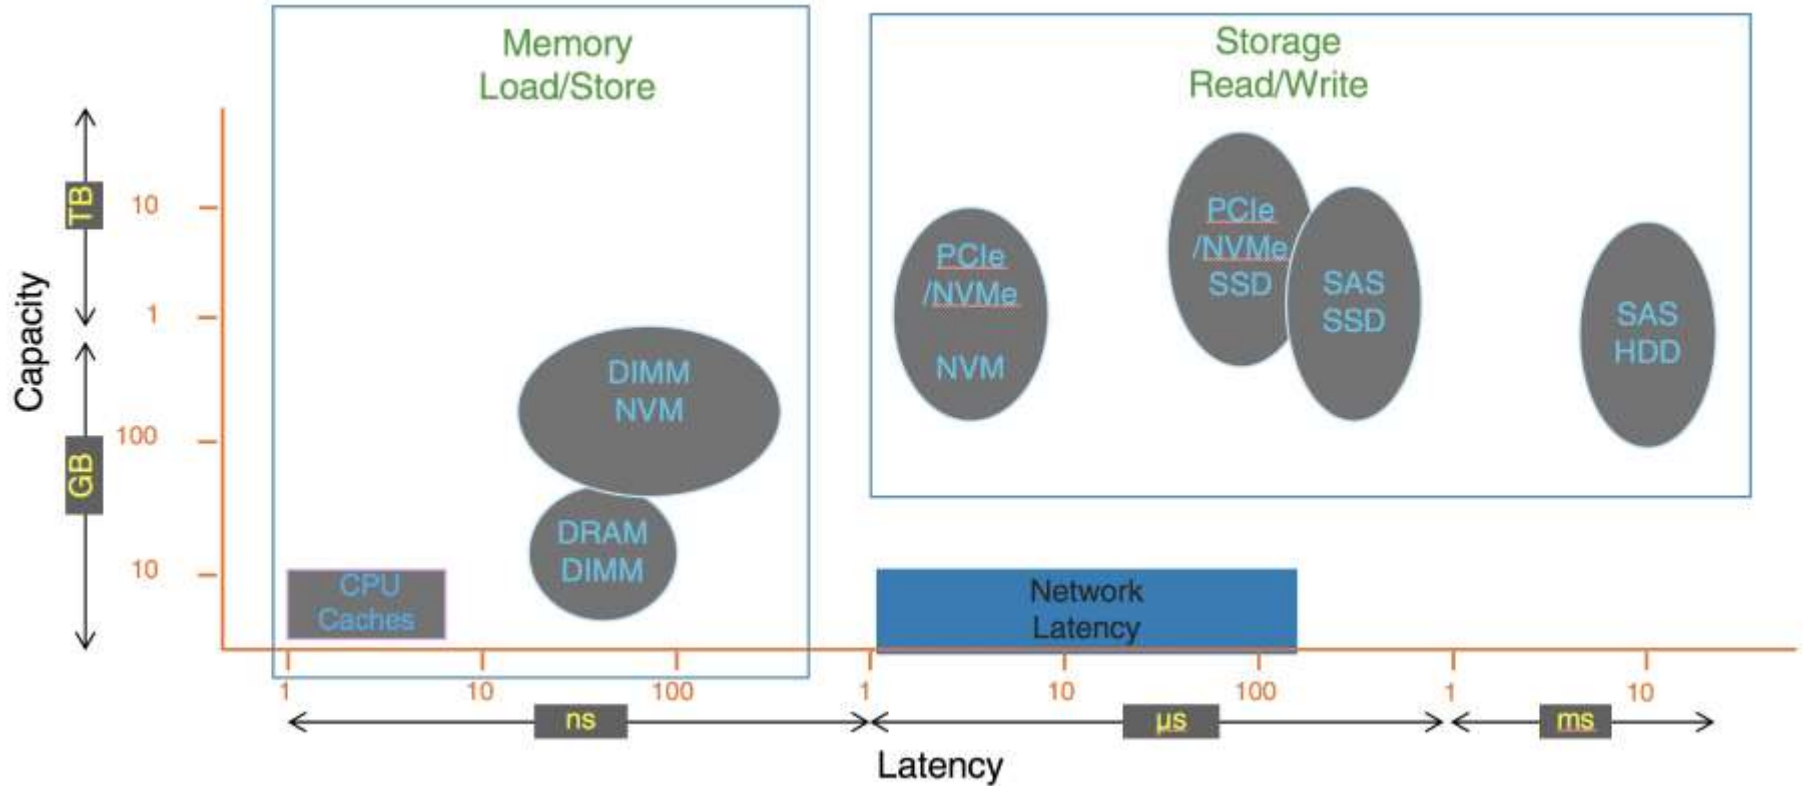 Memory
Load/Store
Storage
Read/Write
Capacity
TB
GB
10
1
100
10
PCIe
/NVMe
NVM
PCIe
/NVMe
SSD
SAS
SSD
SAS
HDD
DIMM
NVM
DRAM
DIMM
CPU
Caches
Network
Latency
1
10
100
1
10
100
1
10
ns
µs
ms
Latency